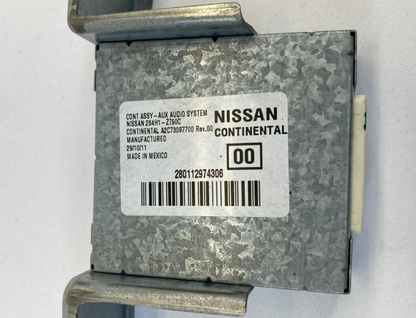 CONT ASSY - AUX AUDIO SYSTEM
NISSAN 284H1-ZT50C
CONTINENTAL A2C73097700 Rev.00
MANUFACTURED
29/10/11
MADE IN MEXICO
NISSAN
CONTINENTAL
00
280112974306